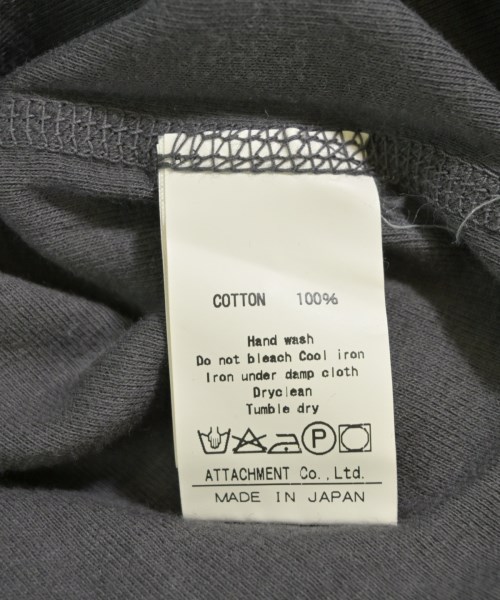 COTTON 100%
Hand wash
Do not bleach Cool iron
Iron under damp cloth
Dryclean
Tumble dry
P
ATTACHMENT Co., Ltd.
MADE IN JAPAN